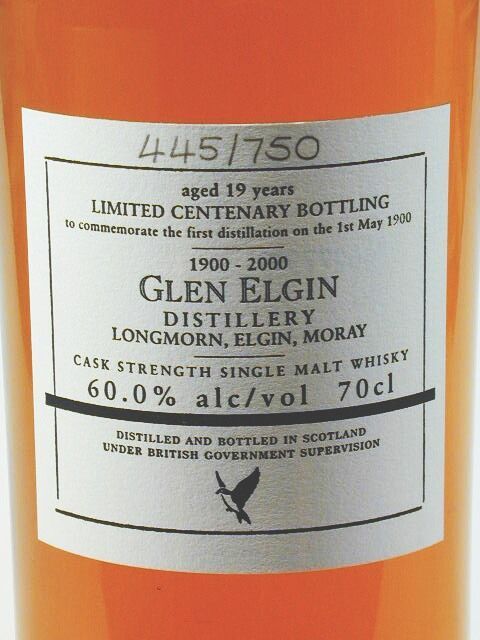 445/750
aged 19 years
LIMITED CENTENARY BOTTLING
to commemorate the first distillation on the 1st May 1900
1900 - 2000
GLEN ELGIN
DISTILLERY
LONGMORN, ELGIN, MORAY
CASK STRENGTH SINGLE MALT WHISKY
60.0% alc/vol 70cl
DISTILLED AND BOTTLED IN SCOTLAND
UNDER BRITISH GOVERNMENT SUPERVISION